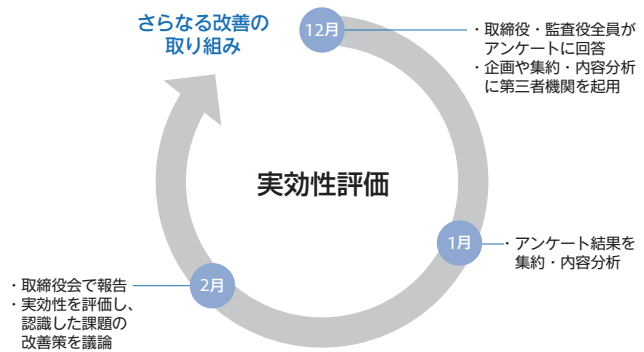 さらなる改善の
取り組み
12月
・取締役・監査役全員が
アンケートに回答
・企画や集約・内容分析
に第三者機関を起用
実効性評価
1月
・アンケート結果を
集約・内容分析
2月
・取締役会で報告
・実効性を評価し、
認識した課題の
改善策を議論